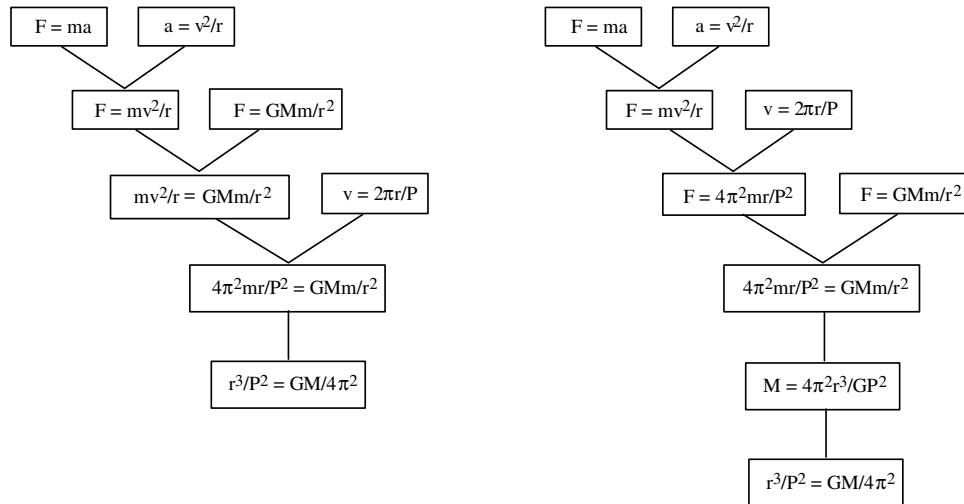 F = ma
a = v²/r
F = mv²/r
F = GMm/r²
mv²/r = GMm/r²
v = 2πr/P
4π²mr/P² = GMm/r²
r³/P² = GM/4π²
F = ma
a = v²/r
F = mv²/r
v = 2πr/P
F = 4π²mr/P²
F = GMm/r²
4π²mr/P² = GMm/r²
M = 4π²r³/GP²
r³/P² = GM/4π²